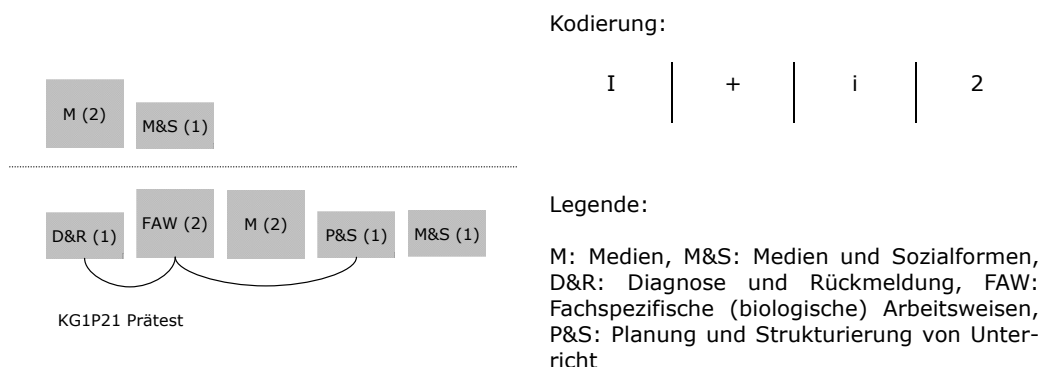 Kodierung:
I + i 2
M (2)
M&S (1)
D&R (1) FAW (2) M (2) P&S (1) M&S (1)
KG1P21 Prätest
Legende:
M: Medien, M&S: Medien und Sozialformen,
D&R: Diagnose und Rückmeldung, FAW:
Fachspezifische (biologische) Arbeitsweisen,
P&S: Planung und Strukturierung von Unter-
richt